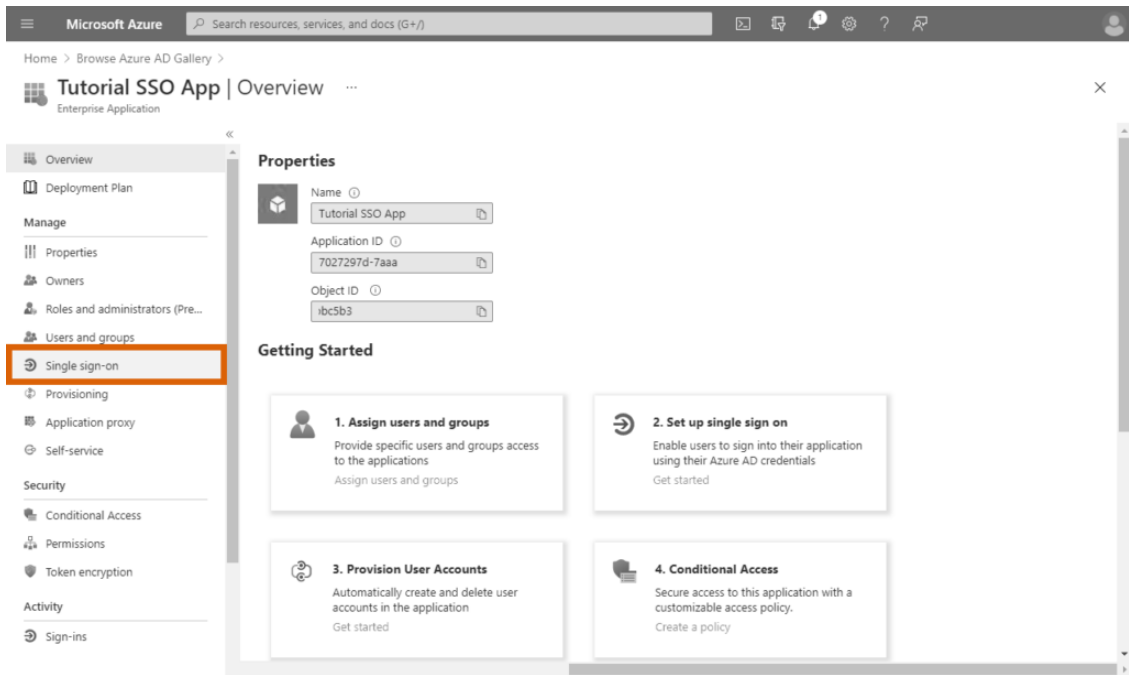 Microsoft Azure
Search resources, services, and docs (G+/)
1
Home > Browse Azure AD Gallery >
Tutorial SSO App | Overview ...
Enterprise Application
«
Overview
Deployment Plan
Manage
Properties
Owners
Roles and administrators (Pre...
Users and groups
Single sign-on
Provisioning
Application proxy
Self-service
Security
Conditional Access
Permissions
Token encryption
Activity
Sign-ins
Properties
Name
Tutorial SSO App
Application ID
7027297d-7aaa
Object ID
bc5b3
Getting Started
1. Assign users and groups
Provide specific users and groups access
to the applications
Assign users and groups
2. Set up single sign on
Enable users to sign into their application
using their Azure AD credentials
Get started
3. Provision User Accounts
Automatically create and delete user
accounts in the application
Get started
4. Conditional Access
Secure access to this application with a
customizable access policy.
Create a policy